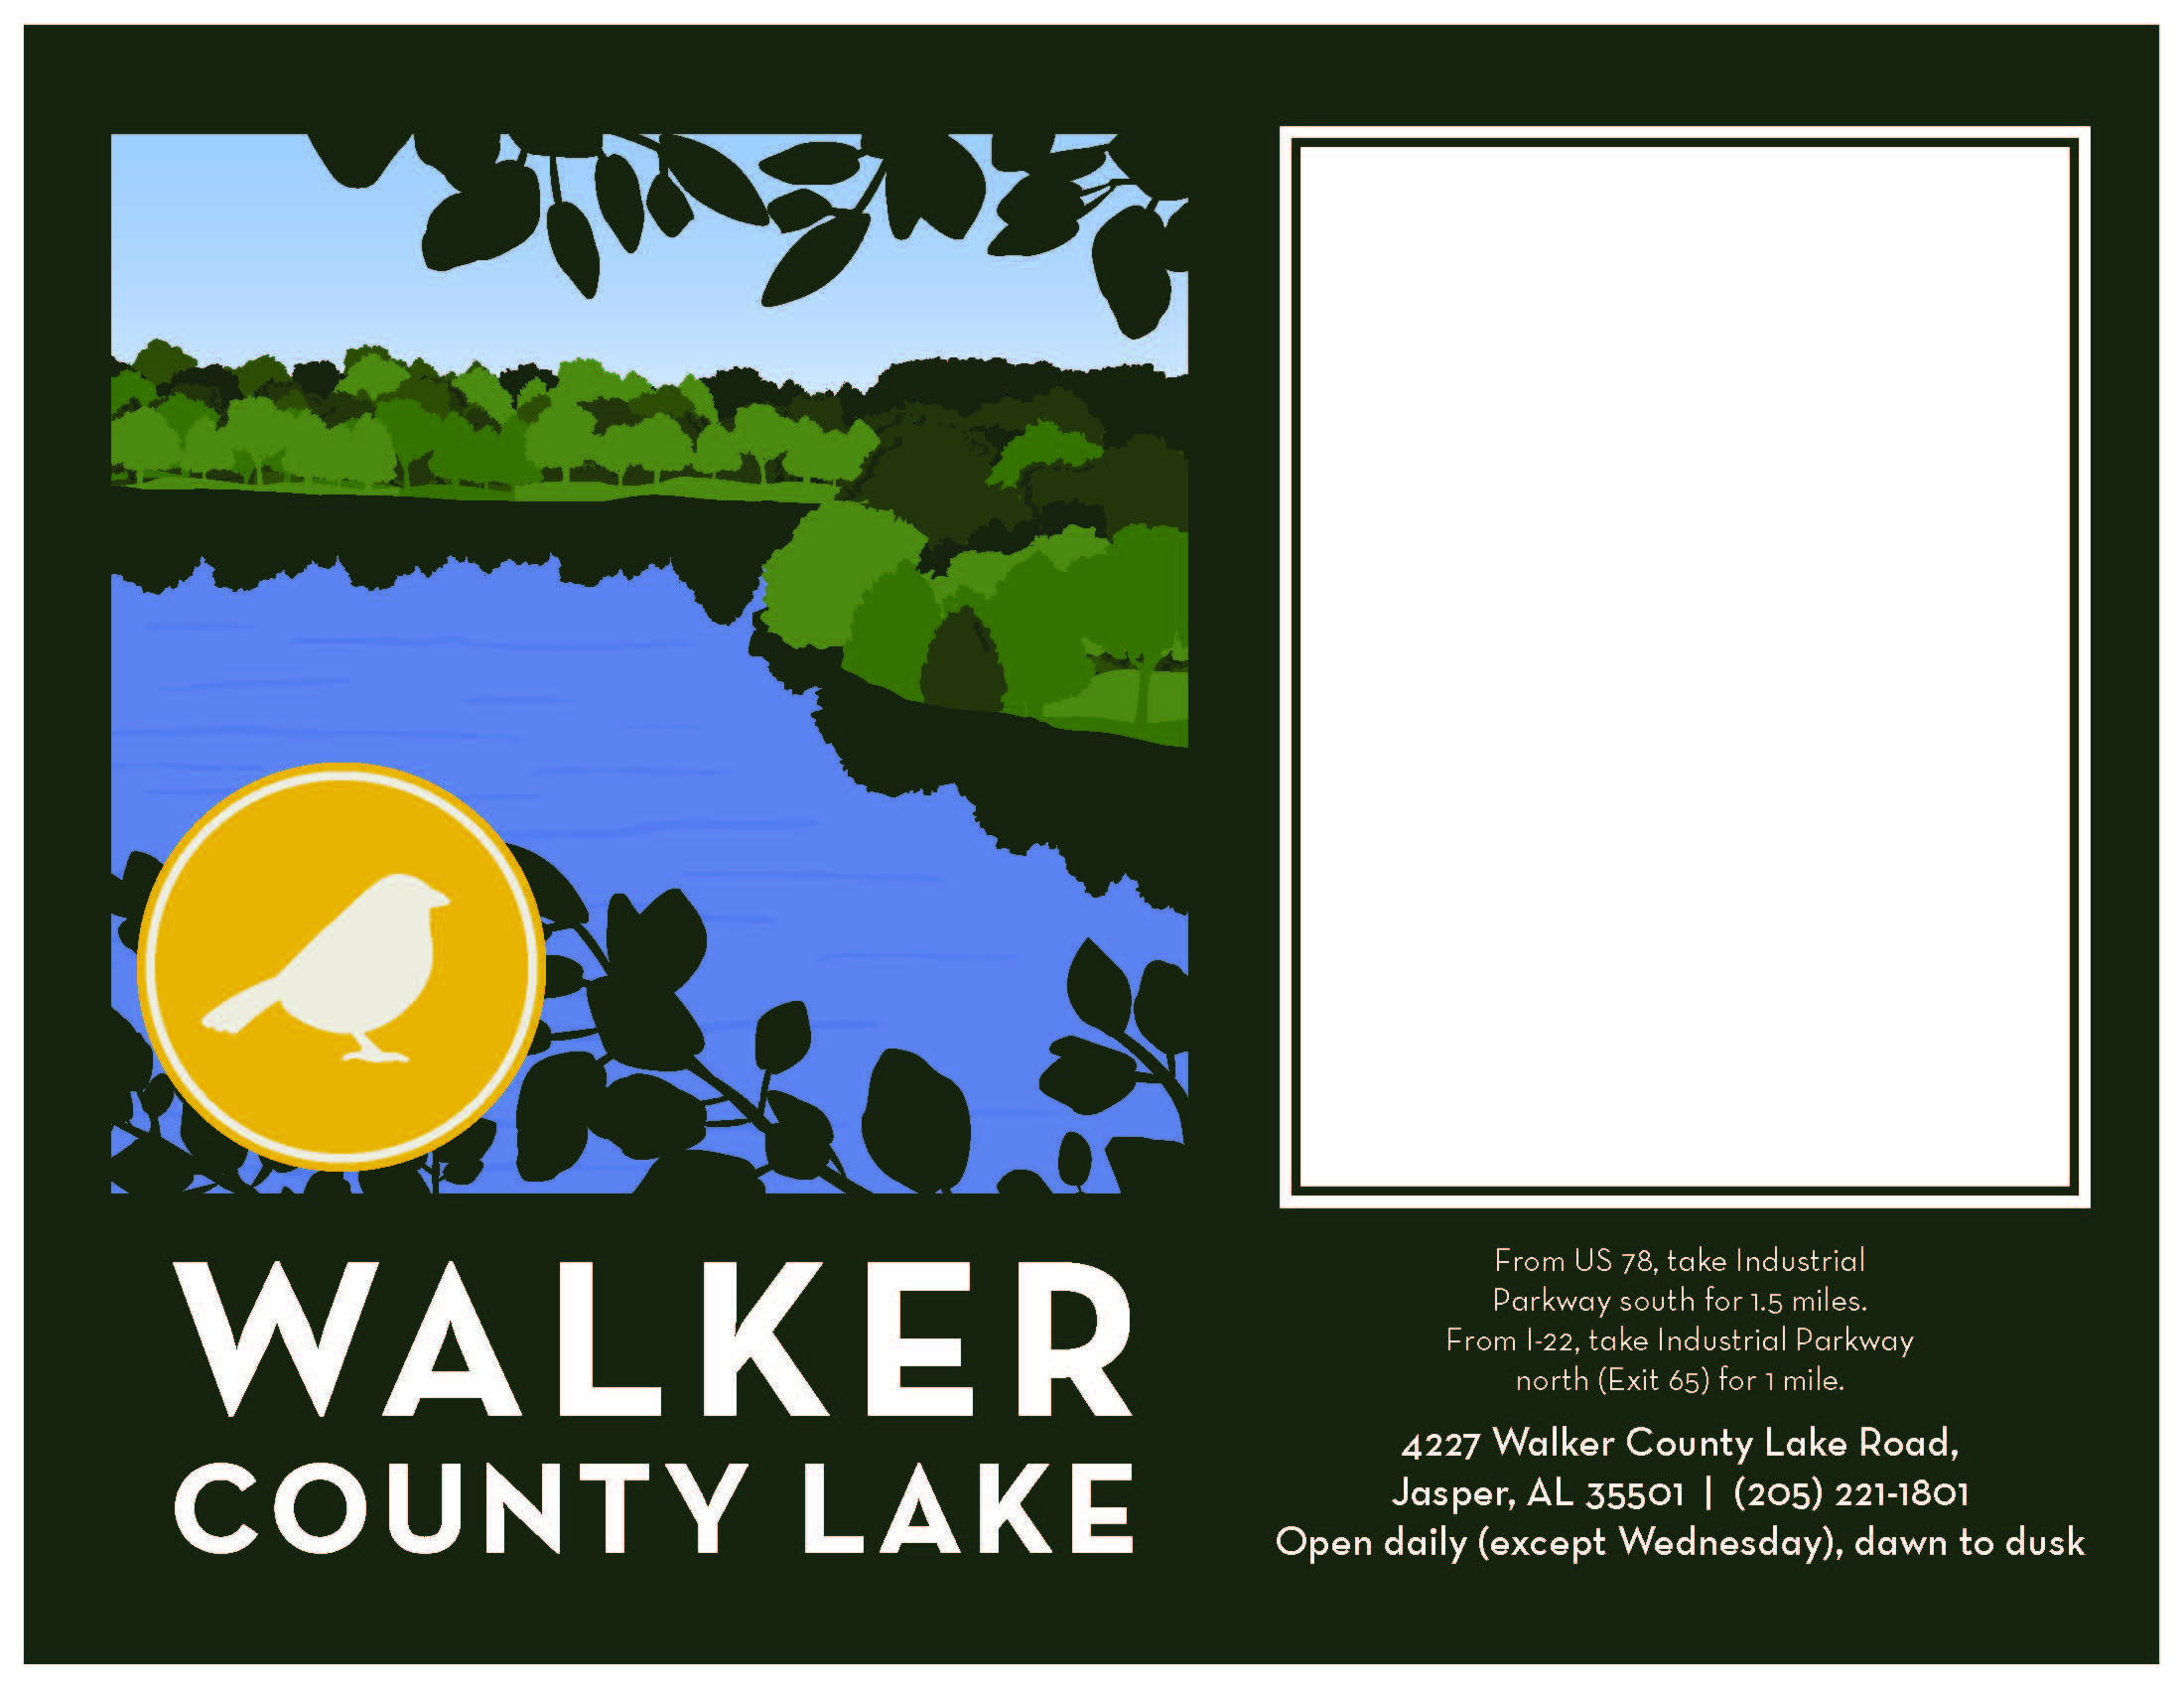 WALKER
COUNTY LAKE
From US 78, take Industrial
Parkway south for 1.5 miles.
From I-22, take Industrial Parkway
north (Exit 65) for 1 mile.
4227 Walker County Lake Road,
Jasper, AL 35501 | (205) 221-1801
Open daily (except Wednesday), dawn to dusk